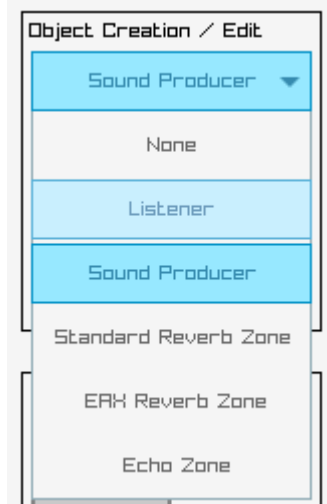 Object Creation / Edit
Sound Producer
None
Listener
Sound Producer
Standard Reverb Zone
EAX Reverb Zone
Echo Zone